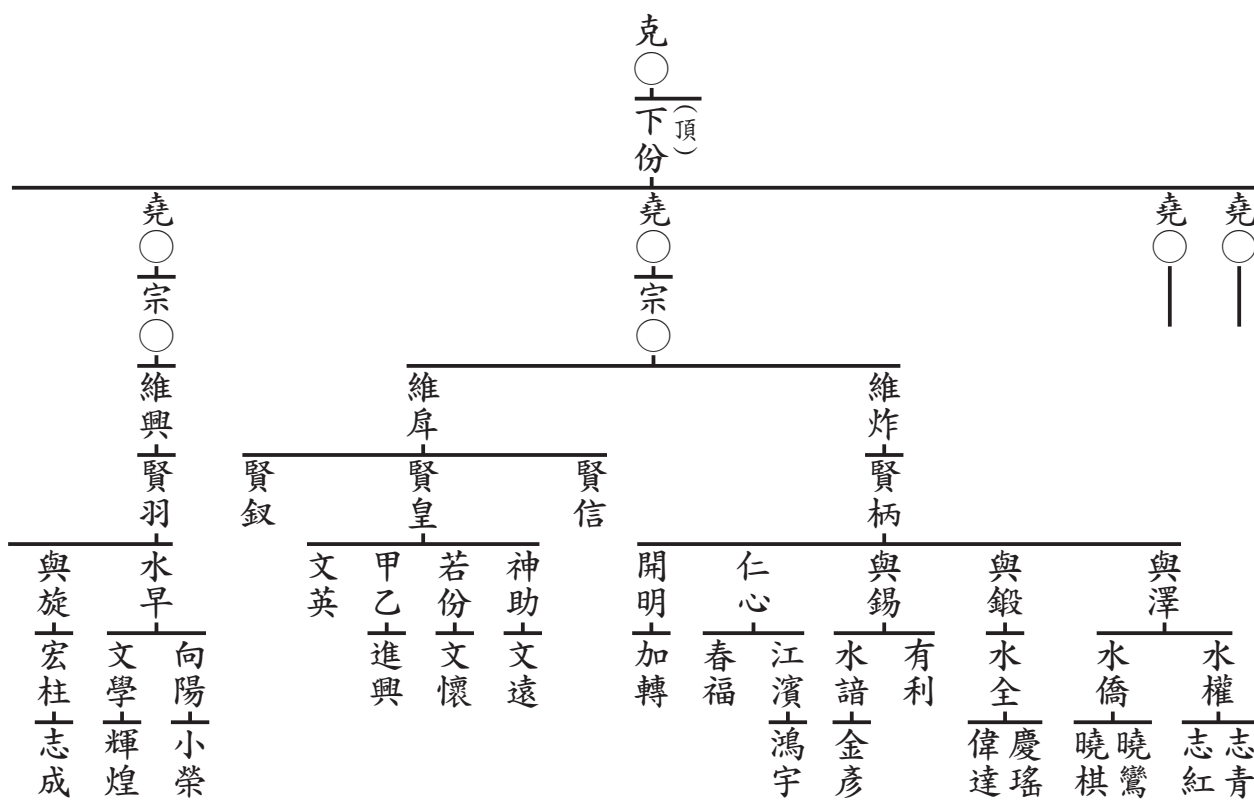 克○
下份
（頂）
堯○
堯○
堯○
堯○
宗○
宗○
維炸
維戽
維興
賢柄
賢信
賢皇
賢釵
賢羽
與澤
與鍛
與錫
仁心
開明
神助
若份
甲乙
文英
水早
與旋
水權
水僑
水全
有利
水諳
江濱
春福
加轉
文遠
文懷
進興
向陽
文學
宏柱
志青
志紅
曉鸞
曉棋
慶瑤
偉達
金彥
鴻宇
小榮
輝煌
志成